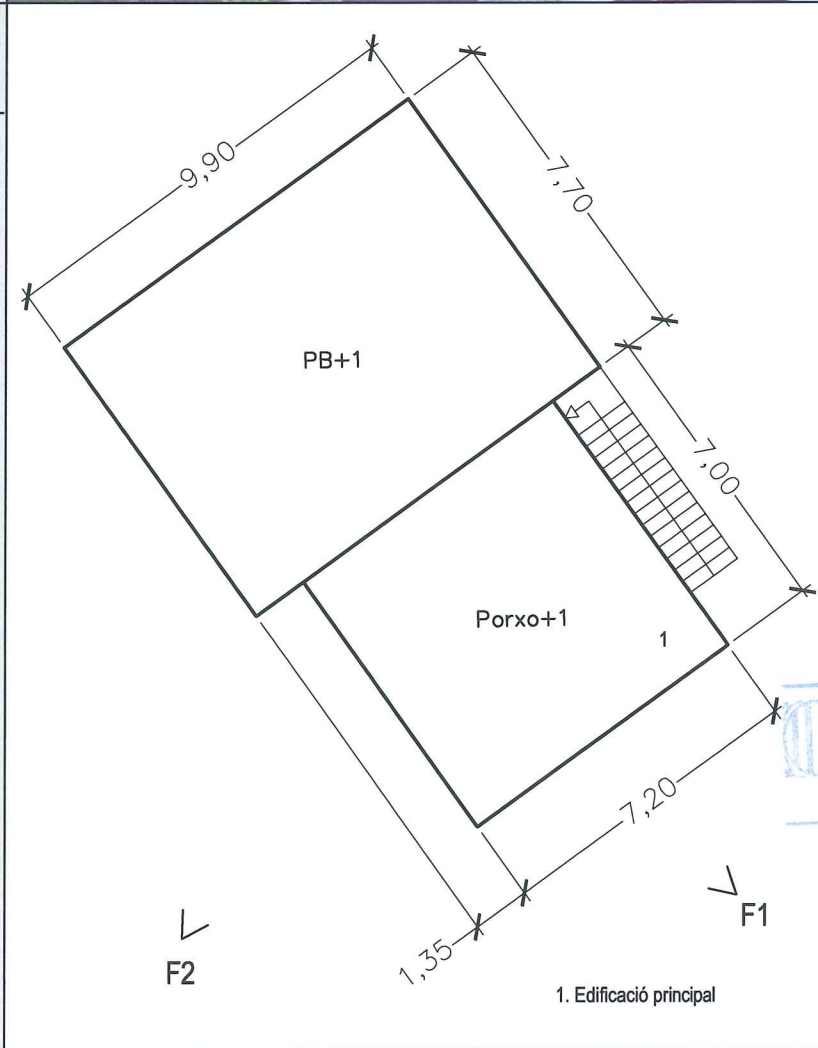 9,90
7,70
PB+1
7,00
Porxo+1
1
7,20
1,35
F1
F2
1. Edificació principal